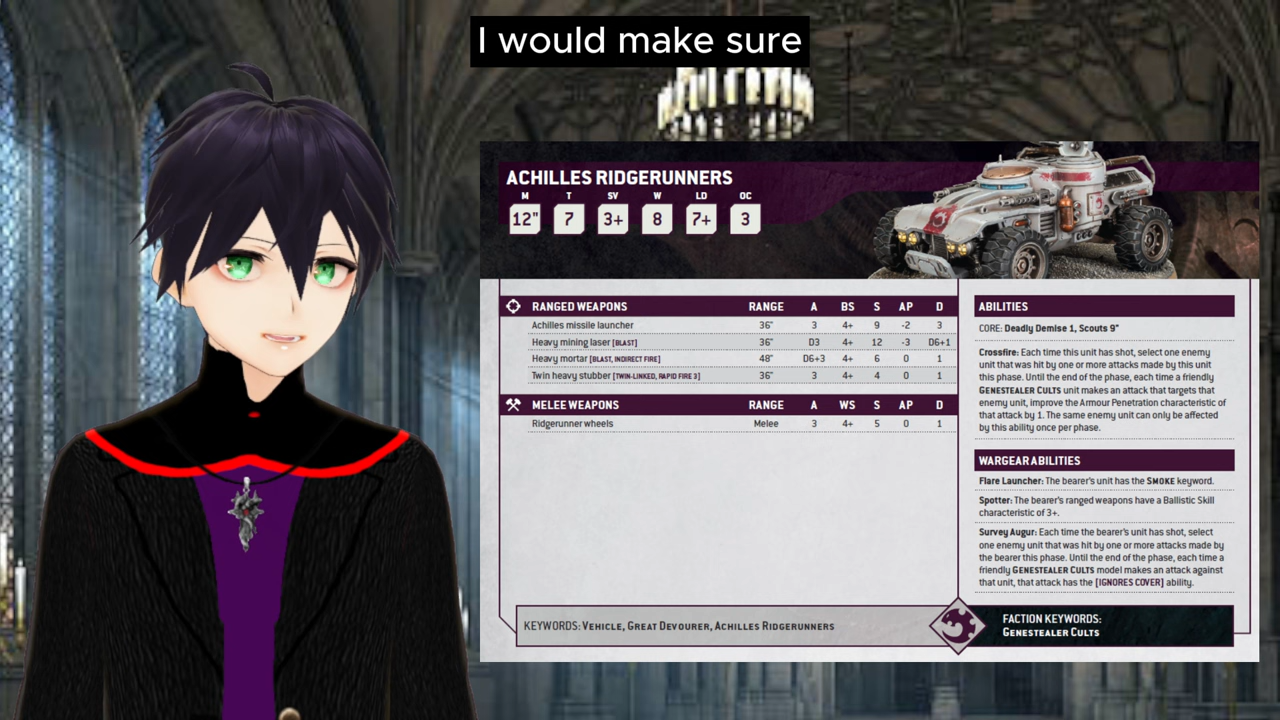 I would make sure
ACHILLES RIDGERUNNERS
M T SV W LD OC
12" 7 3+ 8 7+ 3
RANGED WEAPONS RANGE A BS S AP D
Achilles missile launcher 36" 3 4+ 9 -2 3
Heavy mining laser [BLAST] 36" D3 4+ 12 -3 D6+1
Heavy mortar [BLAST, INDIRECT FIRE] 48" D6+3 4+ 6 0 1
Twin heavy stubber [TWIN-LINKED, RAPID FIRE 3] 36" 3 4+ 4 0 1
MELEE WEAPONS RANGE A WS S AP D
Ridgerunner wheels Melee 3 4+ 5 0 1
ABILITIES
CORE: Deadly Demise 1, Scouts 9"
Crossfire: Each time this unit has shot, select one enemy
unit that was hit by one or more attacks made by this unit
this phase. Until the end of the phase, each time a friendly
GENESTEALER CULTS unit makes an attack that targets that
enemy unit, improve the Armour Penetration characteristic of
that attack by 1. The same enemy unit can only be affected
by this ability once per phase.
WARGEAR ABILITIES
Flare Launcher: The bearer's unit has the SMOKE keyword.
Spotter: The bearer's ranged weapons have a Ballistic Skill
characteristic of 3+.
Survey Augur: Each time the bearer's unit has shot, select
one enemy unit that was hit by one or more attacks made by
the bearer this phase. Until the end of the phase, each time a
friendly GENESTEALER CULTS model makes an attack against
that unit, that attack has the [IGNORES COVER] ability.
KEYWORDS: VEHICLE, GREAT DEVOURER, ACHILLES RIDGERUNNERS
FACTION KEYWORDS:
GENESTEALER CULTS